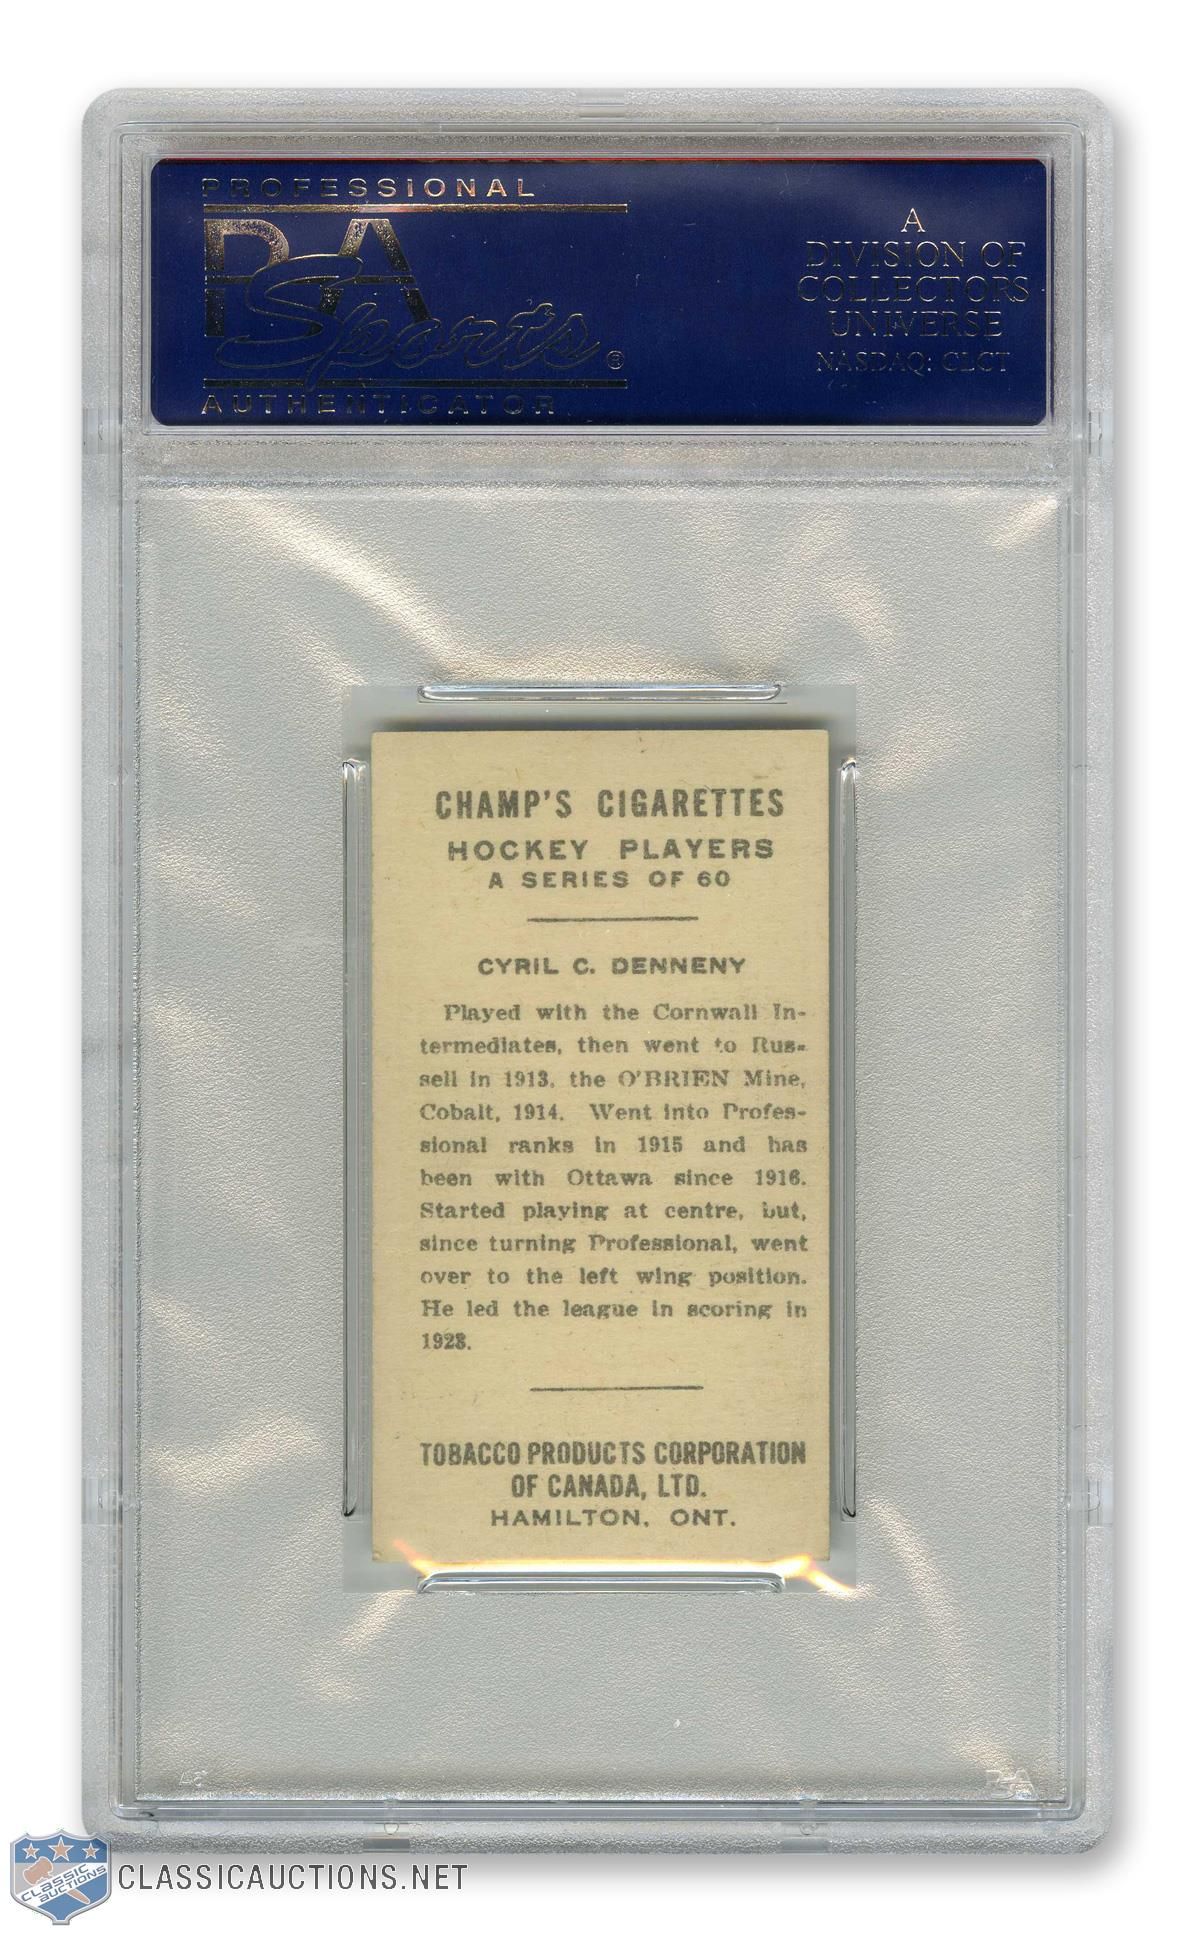 PROFESSIONAL
PSA
Sports®
AUTHENTICATOR
A
DIVISION OF
COLLECTORS
UNIVERSE
NASDAQ: CLCT
CHAMP'S CIGARETTES
HOCKEY PLAYERS
A SERIES OF 60
CYRIL C. DENNENY
Played with the Cornwall In-
termediates, then went to Rus-
sell in 1913, the O'BRIEN Mine,
Cobalt, 1914. Went into Profes-
sional ranks in 1915 and has
been with Ottawa since 1916.
Started playing at centre, but,
since turning Professional, went
over to the left wing position.
He led the league in scoring in
1923.
TOBACCO PRODUCTS CORPORATION
OF CANADA, LTD.
HAMILTON, ONT.
PSA
CLASSIC
AUCTIONS
CLASSICAUCTIONS.NET